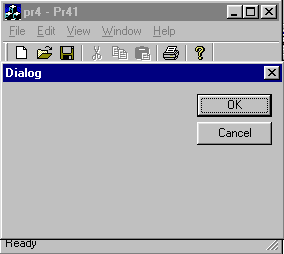 pr4 - Pr41
File Edit View Window Help
Dialog
OK
Cancel
Ready